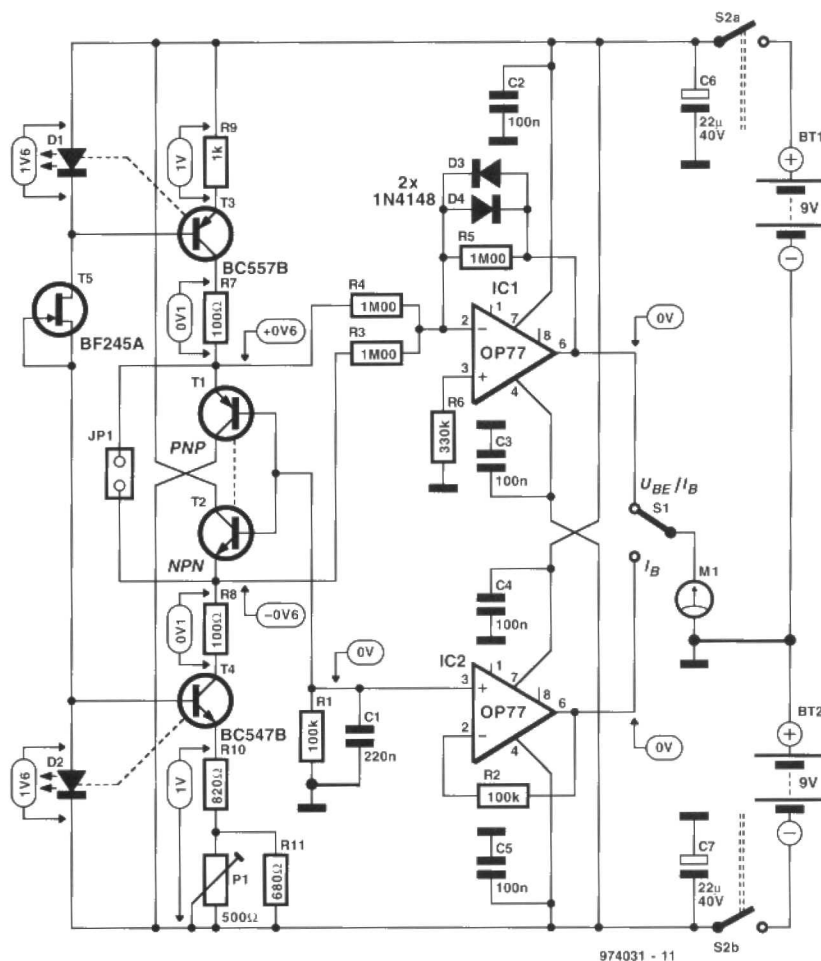 S2a
C2
100n
C6
22µ
40V
BT1
+
9V
−
D1
1V6
1V
R9
1k
T3
BC557B
2x
1N4148
D3
D4
R5
1M00
T5
BF245A
R7
0V1
100Ω
+0V6
R4
1M00
R3
1M00
IC1
1
2
−
7
8
6
OP77
3
+
4
0V
T1
PNP
JP1
T2
NPN
R6
330k
C3
100n
UBE/IB
S1
IB
M1
R8
0V1
100Ω
−0V6
C4
100n
T4
BC547B
0V
IC2
1
3
+
7
8
6
OP77
2
−
4
0V
BT2
+
9V
−
D2
1V6
1V
R10
820Ω
R1
100k
C1
220n
R2
100k
P1
500Ω
R11
680Ω
C5
100n
C7
22µ
40V
S2b
974031 - 11